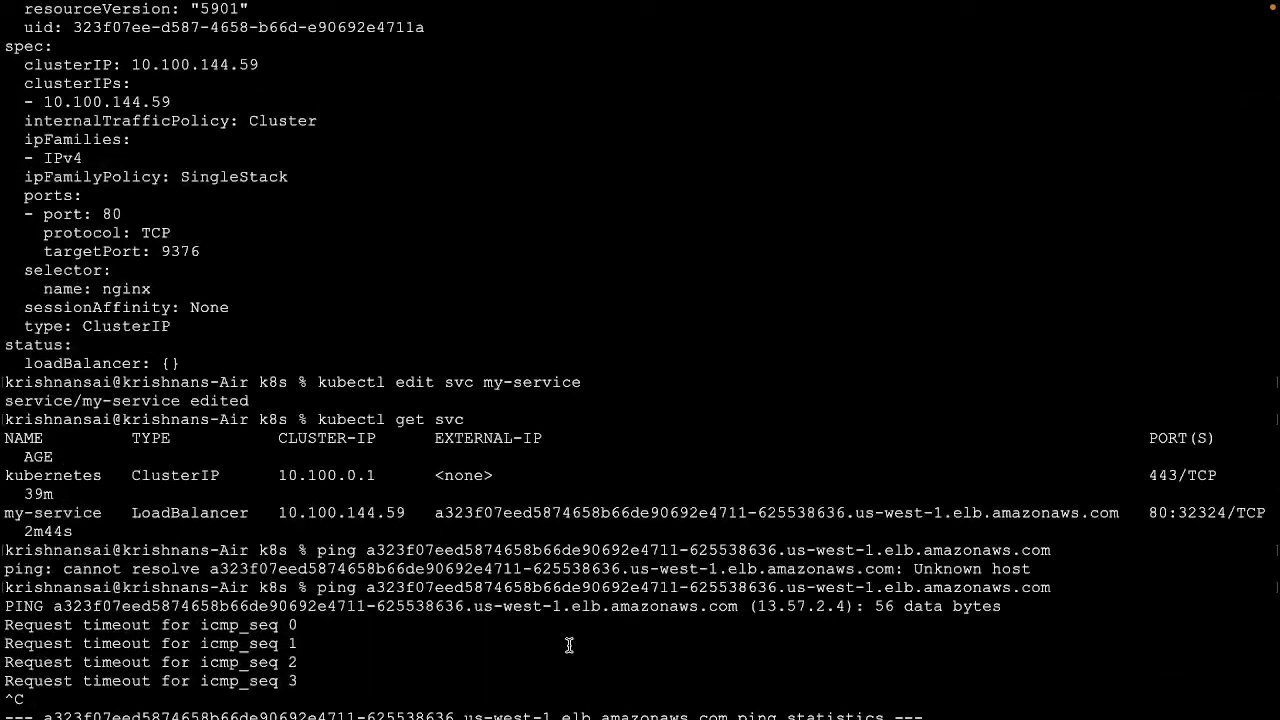 resourceVersion: "5901"
uid: 323f07ee-d587-4658-b66d-e90692e4711a
spec:
clusterIP: 10.100.144.59
clusterIPs:
- 10.100.144.59
internalTrafficPolicy: Cluster
ipFamilies:
- IPv4
ipFamilyPolicy: SingleStack
ports:
- port: 80
protocol: TCP
targetPort: 9376
selector:
name: nginx
sessionAffinity: None
type: ClusterIP
status:
loadBalancer: {}
krishnansai@krishnans-Air k8s % kubectl edit svc my-service
service/my-service edited
krishnansai@krishnans-Air k8s % kubectl get svc
NAME TYPE CLUSTER-IP EXTERNAL-IP PORT(S)
AGE
kubernetes ClusterIP 10.100.0.1 <none> 443/TCP
39m
my-service LoadBalancer 10.100.144.59 a323f07eed5874658b66de90692e4711-625538636.us-west-1.elb.amazonaws.com 80:32324/TCP
2m44s
krishnansai@krishnans-Air k8s % ping a323f07eed5874658b66de90692e4711-625538636.us-west-1.elb.amazonaws.com
ping: cannot resolve a323f07eed5874658b66de90692e4711-625538636.us-west-1.elb.amazonaws.com: Unknown host
krishnansai@krishnans-Air k8s % ping a323f07eed5874658b66de90692e4711-625538636.us-west-1.elb.amazonaws.com
PING a323f07eed5874658b66de90692e4711-625538636.us-west-1.elb.amazonaws.com (13.57.2.4): 56 data bytes
Request timeout for icmp_seq 0
Request timeout for icmp_seq 1
Request timeout for icmp_seq 2
Request timeout for icmp_seq 3
^C
--- a323f07eed5874658b66de90692e4711-625538636.us-west-1.elb.amazonaws.com ping statistics ---